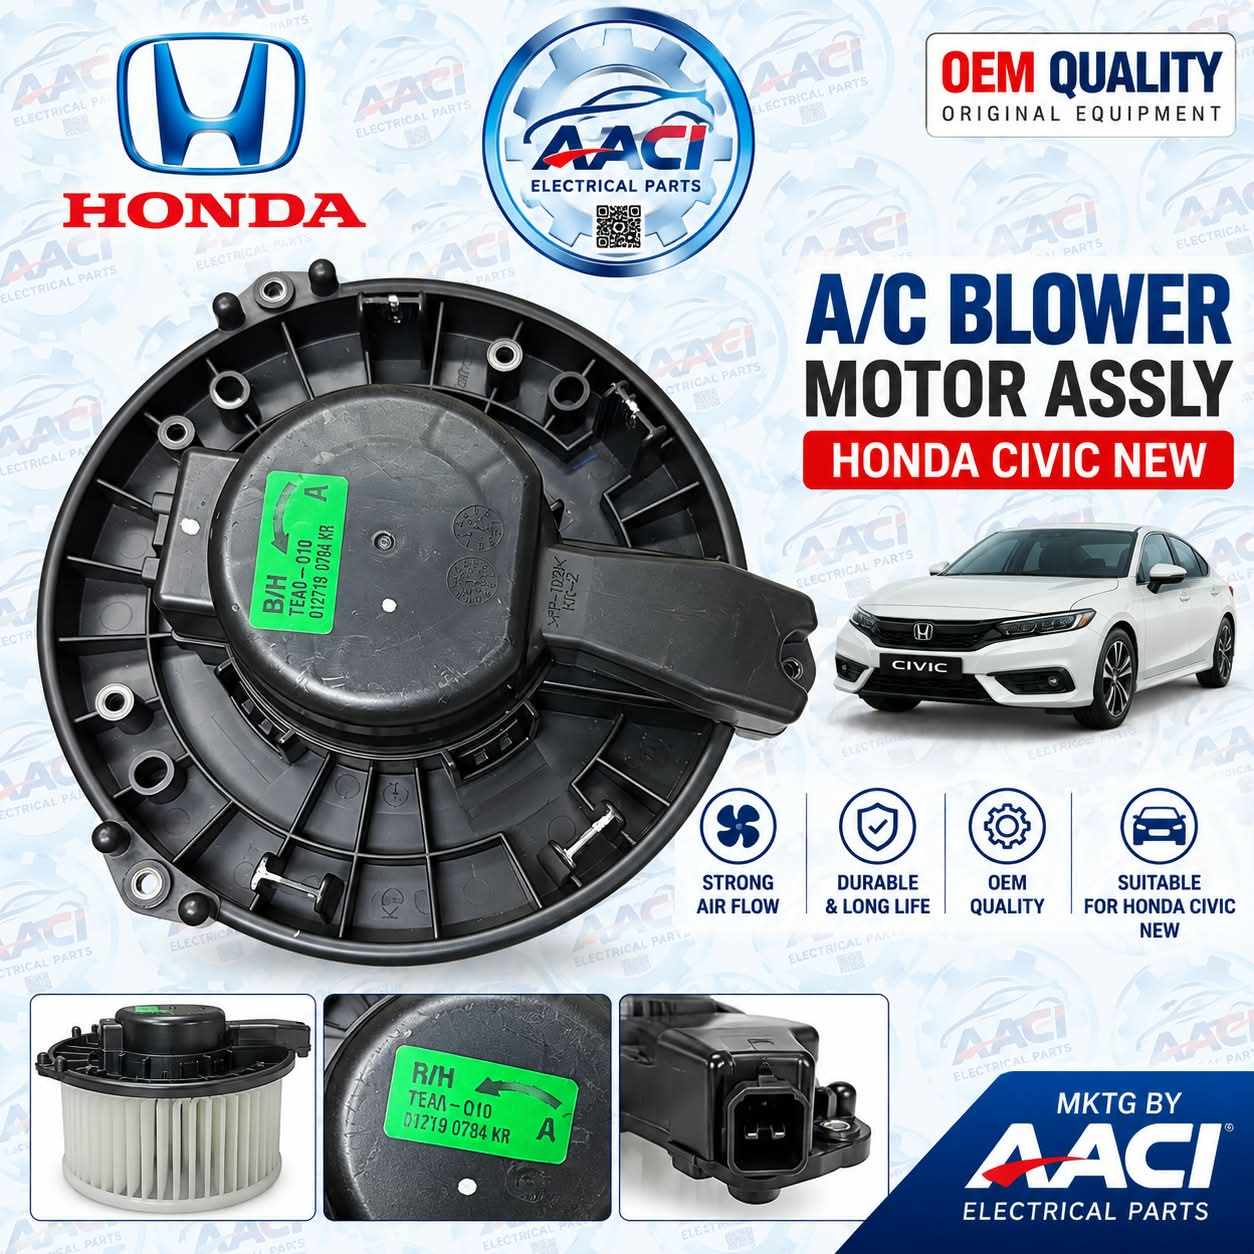 HONDA
AACI
ELECTRICAL PARTS
OEM QUALITY
ORIGINAL EQUIPMENT
A/C BLOWER
MOTOR ASSLY
HONDA CIVIC NEW
B/H
TEA0-010
012719 0784 KR
A
CIVIC
STRONG
AIR FLOW
DURABLE
& LONG LIFE
OEM
QUALITY
SUITABLE
FOR HONDA CIVIC
NEW
R/H
010
0784 KR
A
MKTG BY
AACI
ELECTRICAL PARTS